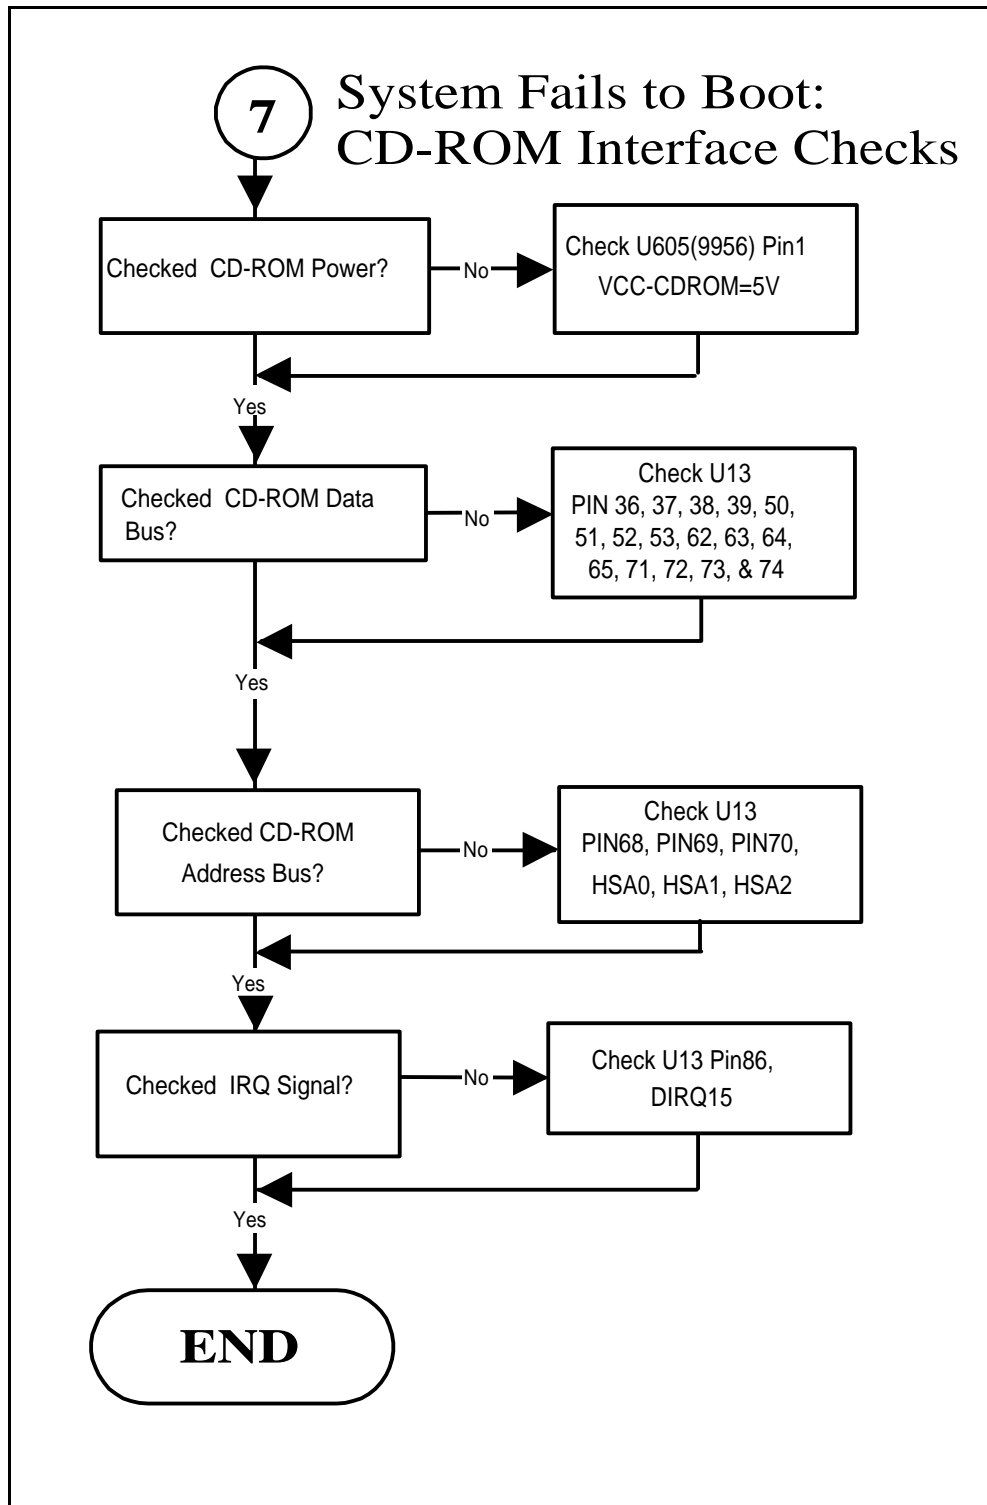 7
System Fails to Boot:
CD-ROM Interface Checks
Checked CD-ROM Power?
No
Check U605(9956) Pin1
VCC-CDROM=5V
Yes
Checked CD-ROM Data
Bus?
No
Check U13
PIN 36, 37, 38, 39, 50,
51, 52, 53, 62, 63, 64,
65, 71, 72, 73, & 74
Yes
Checked CD-ROM
Address Bus?
No
Check U13
PIN68, PIN69, PIN70,
HSA0, HSA1, HSA2
Yes
Checked IRQ Signal?
No
Check U13 Pin86,
DIRQ15
Yes
END